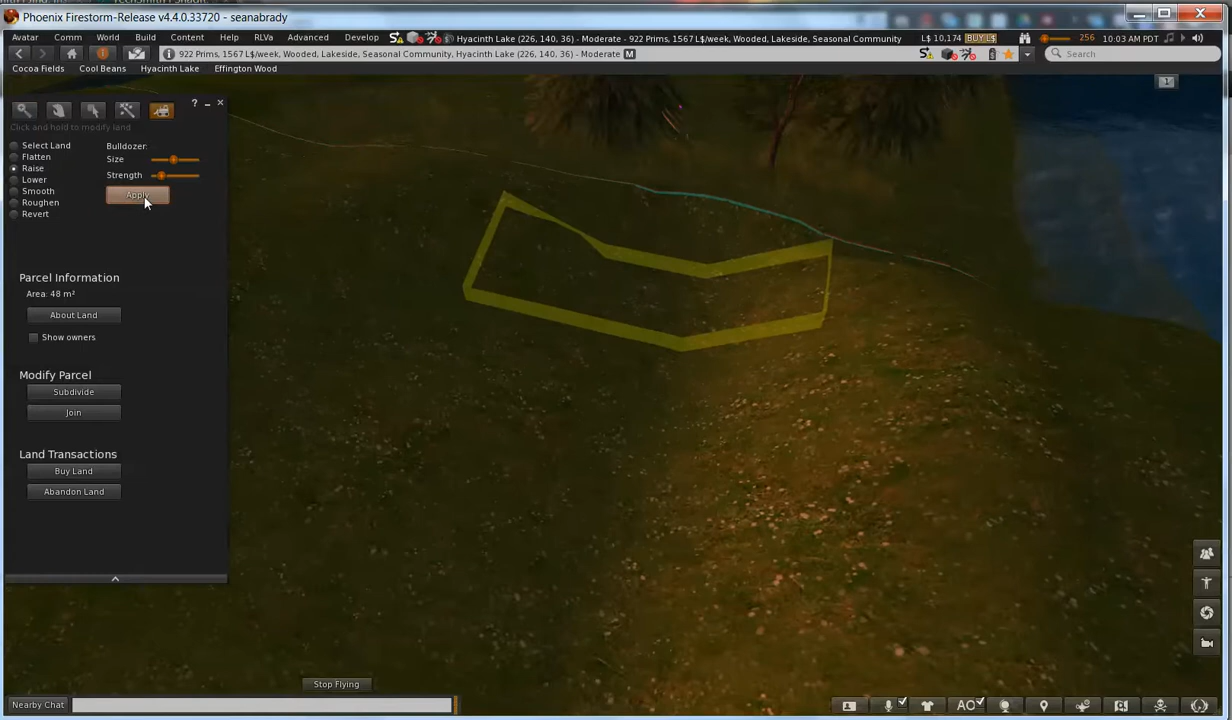 Phoenix Firestorm-Release v4.4.0.33720 - seanabrady
Avatar Comm World Build Content Help RLVa Advanced Develop Hyacinth Lake (226, 140, 36) - Moderate - 922 Prims, 1567 L$/week, Wooded, Lakeside, Seasonal Community L$ 10,174 BUY L$ 256 10:03 AM PDT
922 Prims, 1567 L$/week, Wooded, Lakeside, Seasonal Community, Hyacinth Lake (226, 140, 36) - Moderate M Search
Cocoa Fields Cool Beans Hyacinth Lake Effington Wood
1
?
Click and hold to modify land
Select Land
Flatten
Raise
Lower
Smooth
Roughen
Revert
Bulldozer:
Size
Strength
Apply
Parcel Information
Area: 48 m²
About Land
Show owners
Modify Parcel
Subdivide
Join
Land Transactions
Buy Land
Abandon Land
Stop Flying
Nearby Chat
AO